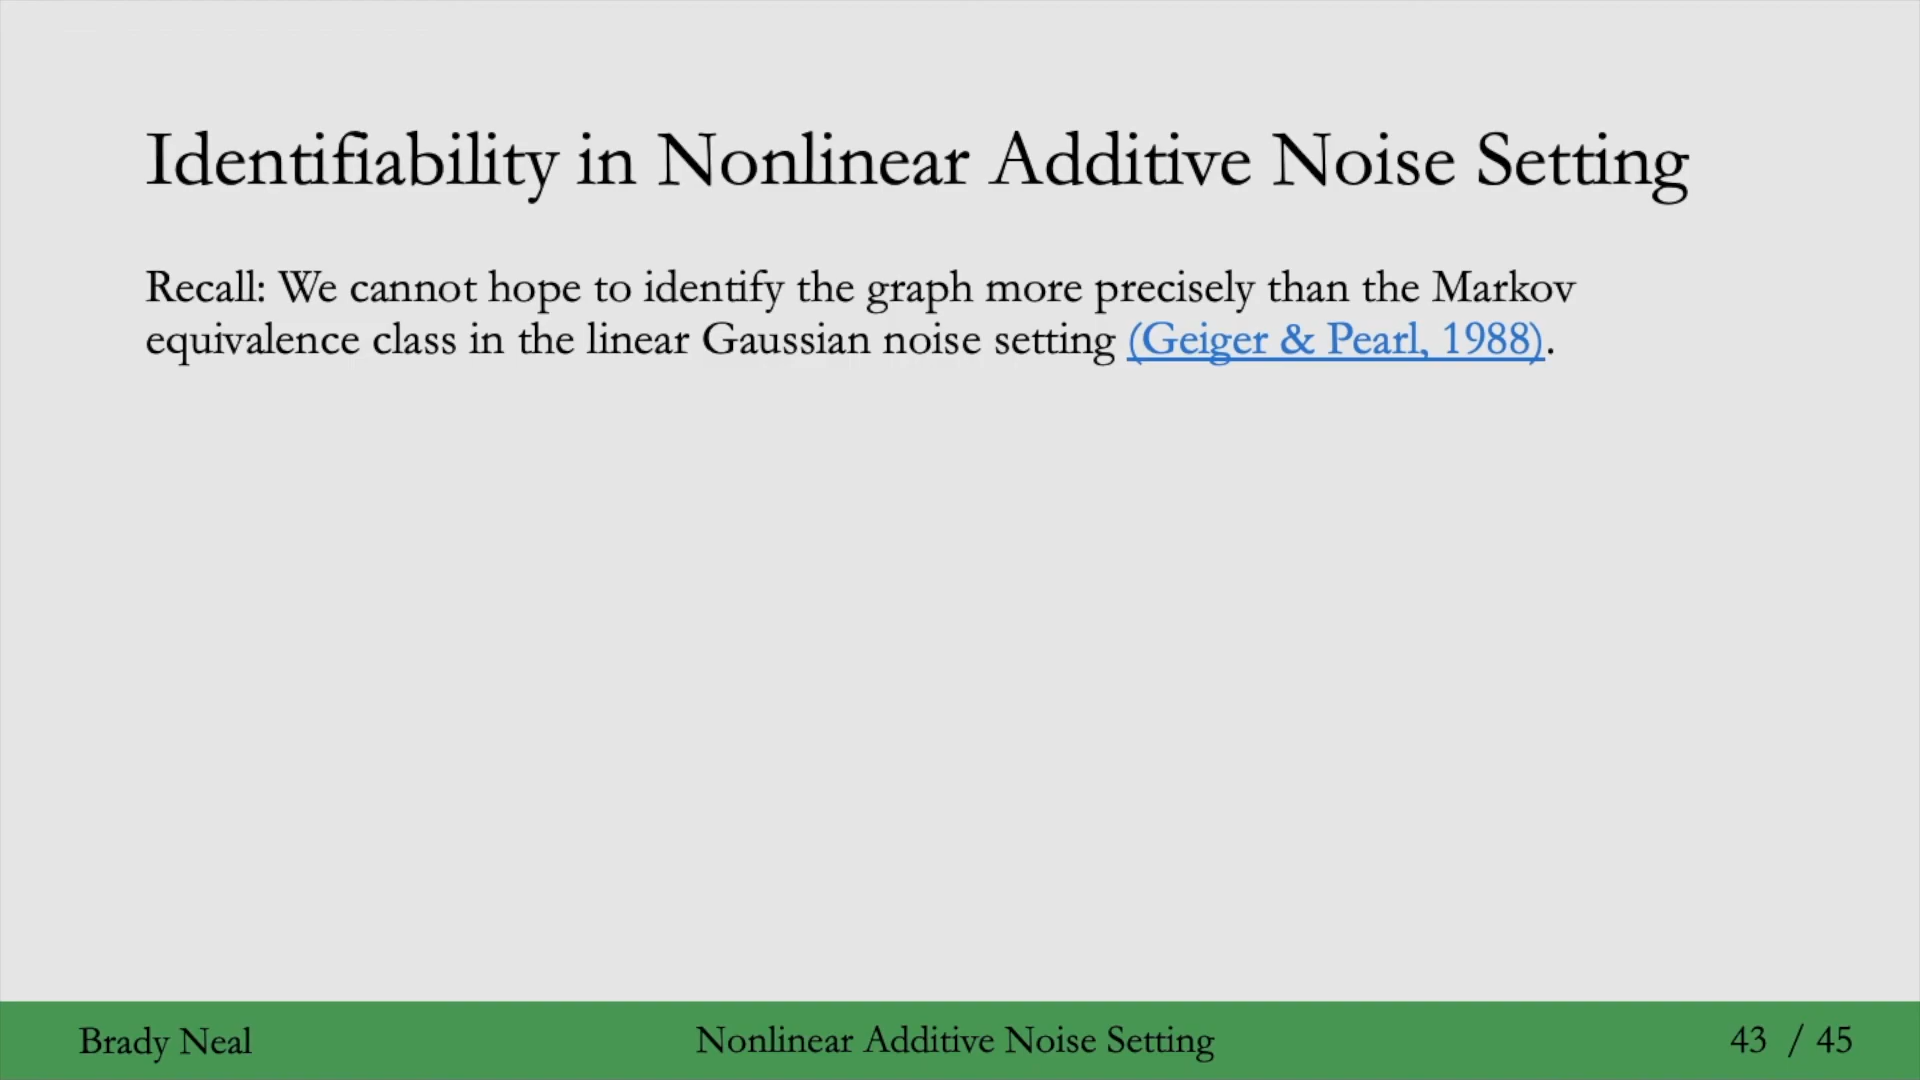 Identifiability in Nonlinear Additive Noise Setting
Recall: We cannot hope to identify the graph more precisely than the Markov
equivalence class in the linear Gaussian noise setting (Geiger & Pearl, 1988).
Brady Neal
Nonlinear Additive Noise Setting
43 / 45